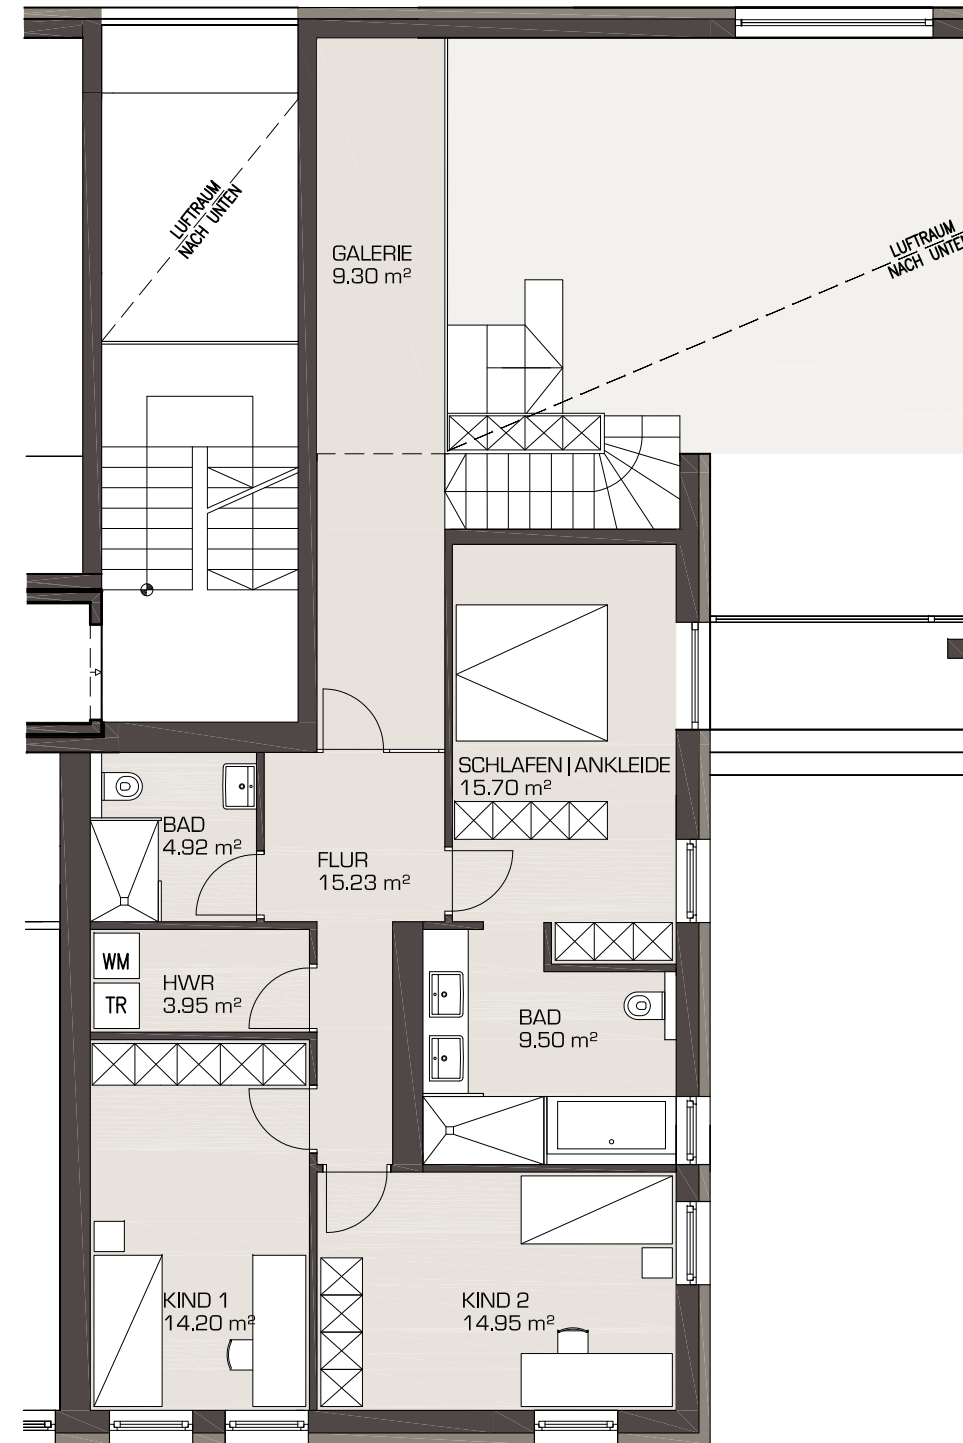 LUFTRAUM
NACH UNTEN
GALERIE
9.30 m²
LUFTRAUM
NACH UNTEN
SCHLAFEN | ANKLEIDE
15.70 m²
BAD
4.92 m²
FLUR
15.23 m²
WM
TR
HWR
3.95 m²
BAD
9.50 m²
KIND 1
14.20 m²
KIND 2
14.95 m²